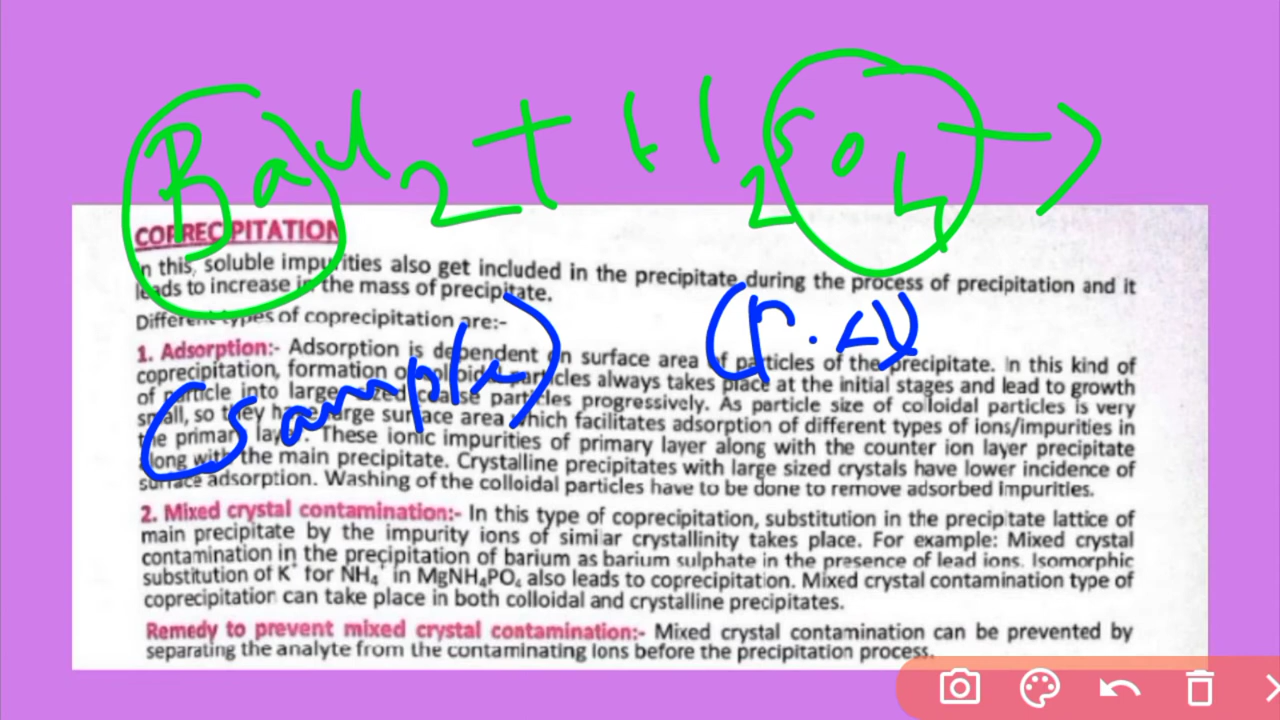 BaCl2 + H2SO4 →
COPRECIPITATION
In this, soluble impurities also get included in the precipitate during the process of precipitation and it
leads to increase in the mass of precipitate.
Different types of coprecipitation are:-
1. Adsorption:- Adsorption is dependent on surface area of particles of the precipitate. In this kind of
coprecipitation, formation of colloidal particles always takes place at the initial stages and lead to growth
of particle into large sized coarse particles progressively. As particle size of colloidal particles is very
small, so they have large surface area which facilitates adsorption of different types of ions/impurities in
the primary layer. These ionic impurities of primary layer along with the counter ion layer precipitate
along with the main precipitate. Crystalline precipitates with large sized crystals have lower incidence of
surface adsorption. Washing of the colloidal particles have to be done to remove adsorbed impurities.
(sample)
2. Mixed crystal contamination:- In this type of coprecipitation, substitution in the precipitate lattice of
main precipitate by the impurity ions of similar crystallinity takes place. For example: Mixed crystal
contamination in the precipitation of barium as barium sulphate in the presence of lead ions. Isomorphic
substitution of K⁺ for NH₄⁺ in MgNH₄PO₄ also leads to coprecipitation. Mixed crystal contamination type of
coprecipitation can take place in both colloidal and crystalline precipitates.
Remedy to prevent mixed crystal contamination:- Mixed crystal contamination can be prevented by
separating the analyte from the contaminating ions before the precipitation process.